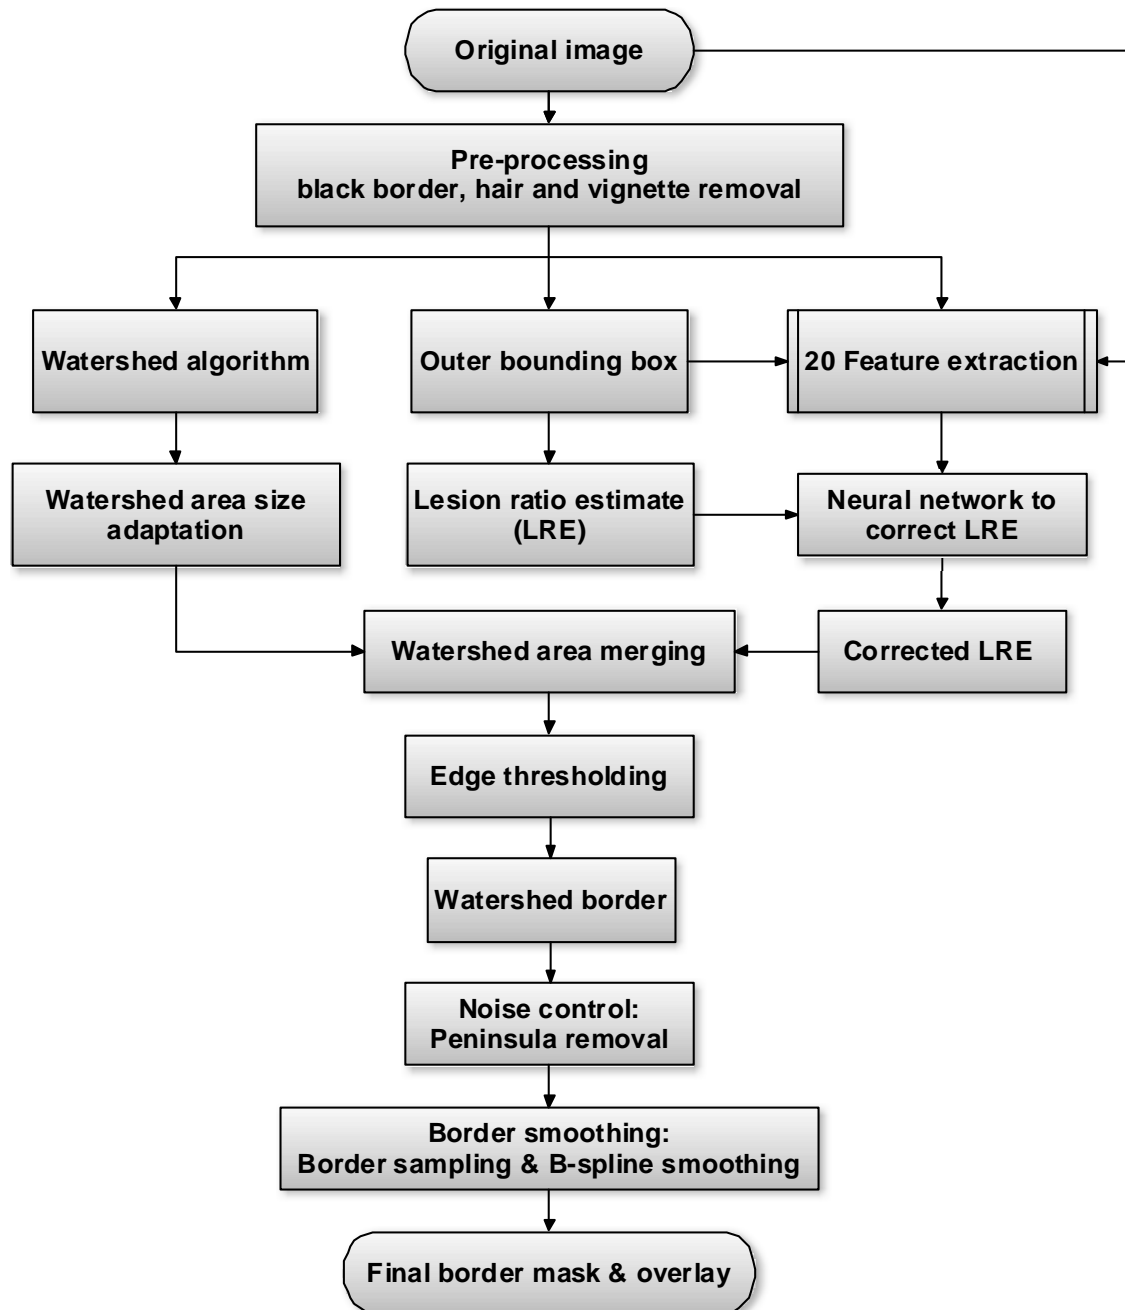 Original image
Pre-processing
black border, hair and vignette removal
Watershed algorithm
Outer bounding box
20 Feature extraction
Watershed area size
adaptation
Lesion ratio estimate
(LRE)
Neural network to
correct LRE
Watershed area merging
Corrected LRE
Edge thresholding
Watershed border
Noise control:
Peninsula removal
Border smoothing:
Border sampling & B-spline smoothing
Final border mask & overlay